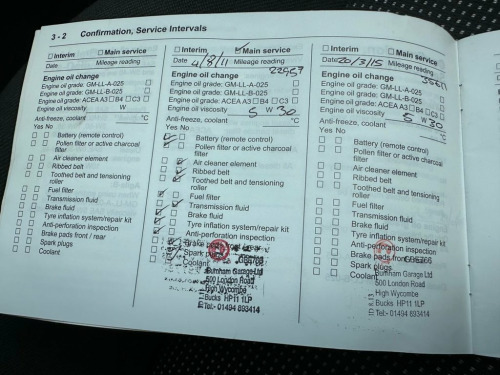 3 - 2 Confirmation, Service Intervals
Interim Main service
Date Mileage reading
Engine oil change
Engine oil grade: GM-LL-A-025
Engine oil grade: GM-LL-B-025
Engine oil grade: ACEA A3 B4 C3
Engine oil viscosity W
Anti-freeze, coolant °C
Yes No
Battery (remote control)
Pollen filter or active charcoal
filter
Air cleaner element
Ribbed belt
Toothed belt and tensioning
roller
Fuel filter
Transmission fluid
Brake fluid
Tyre inflation system/repair kit
Anti-perforation inspection
Brake pads front / rear
Spark plugs
Coolant
Interim Main service
Date 4/8/11 Mileage reading
Engine oil change
Engine oil grade: GM-LL-A-025
Engine oil grade: GM-LL-B-025
Engine oil grade: ACEA A3 B4 C3
Engine oil viscosity 5 W 30
Anti-freeze, coolant °C
Yes No
Battery (remote control)
Pollen filter or active charcoal
filter
Air cleaner element
Ribbed belt
Toothed belt and tensioning
roller
Fuel filter
Transmission fluid
Brake fluid
Tyre inflation system/repair kit
Anti-perforation inspection
Brake pads
Spark
Coolant
Burnham Garage Ltd
500 London Road
High Wycombe
Bucks HP11 1LP
Tel:- 01494 893414
Interim Main service
Date 20/3/15 Mileage reading
Engine oil change
Engine oil grade: GM-LL-A-025
Engine oil grade: GM-LL-B-025
Engine oil grade: ACEA A3 B4 C3
Engine oil viscosity 5 W 30
Anti-freeze, coolant °C
Yes No
Battery (remote control)
Pollen filter or active charcoal
filter
Air cleaner element
Ribbed belt
Toothed belt and tensioning
roller
Fuel filter
Transmission fluid
Brake fluid
Tyre inflation system/repair kit
Anti-perforation inspection
Brake pads front
Spark plugs
Coolant
Burnham Garage Ltd
500 London Road
High Wycombe
Bucks HP11 1LP
Tel:- 01494 893414